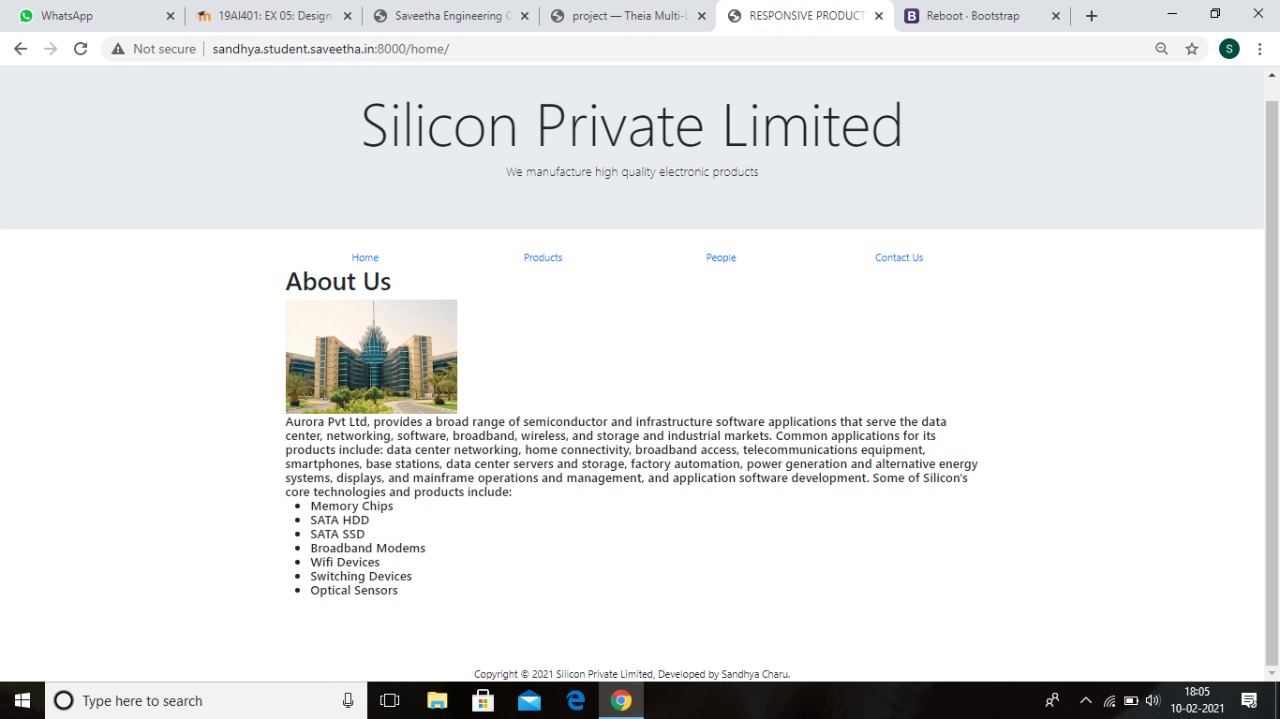 WhatsApp
19AI401: EX 05: Design
Saveetha Engineering C
project — Theia Multi-L
RESPONSIVE PRODUCT
Reboot · Bootstrap
Not secure
sandhya.student.saveetha.in:8000/home/
S
Silicon Private Limited
We manufacture high quality electronic products
Home Products People Contact Us
About Us
Aurora Pvt Ltd, provides a broad range of semiconductor and infrastructure software applications that serve the data
center, networking, software, broadband, wireless, and storage and industrial markets. Common applications for its
products include: data center networking, home connectivity, broadband access, telecommunications equipment,
smartphones, base stations, data center servers and storage, factory automation, power generation and alternative energy
systems, displays, and mainframe operations and management, and application software development. Some of Silicon's
core technologies and products include:
Memory Chips
SATA HDD
SATA SSD
Broadband Modems
Wifi Devices
Switching Devices
Optical Sensors
Copyright © 2021 Silicon Private Limited, Developed by Sandhya Charu.
Type here to search
18:05
10-02-2021